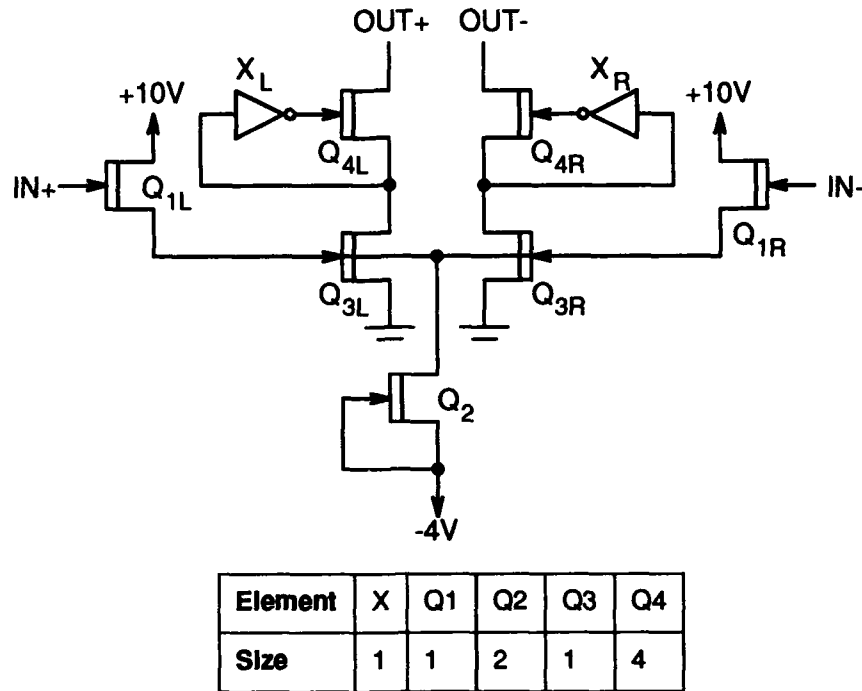 OUT+ OUT-
X_L X_R
+10V +10V
Q_4L Q_4R
IN+ Q_1L IN-
Q_1R
Q_3L Q_3R
Q_2
-4V
Element X Q1 Q2 Q3 Q4
Size 1 1 2 1 4